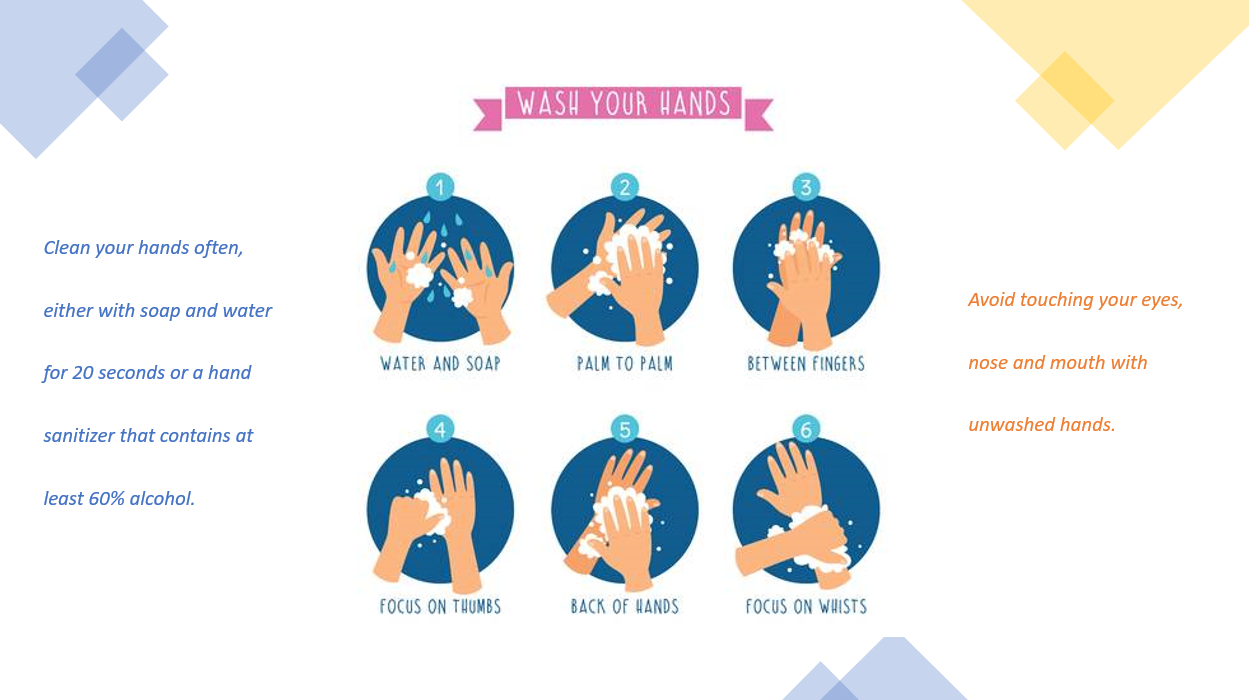 WASH YOUR HANDS
Clean your hands often,
either with soap and water
for 20 seconds or a hand
sanitizer that contains at
least 60% alcohol.
1
2
3
WATER AND SOAP
PALM TO PALM
BETWEEN FINGERS
4
5
6
FOCUS ON THUMBS
BACK OF HANDS
FOCUS ON WHISTS
Avoid touching your eyes,
nose and mouth with
unwashed hands.